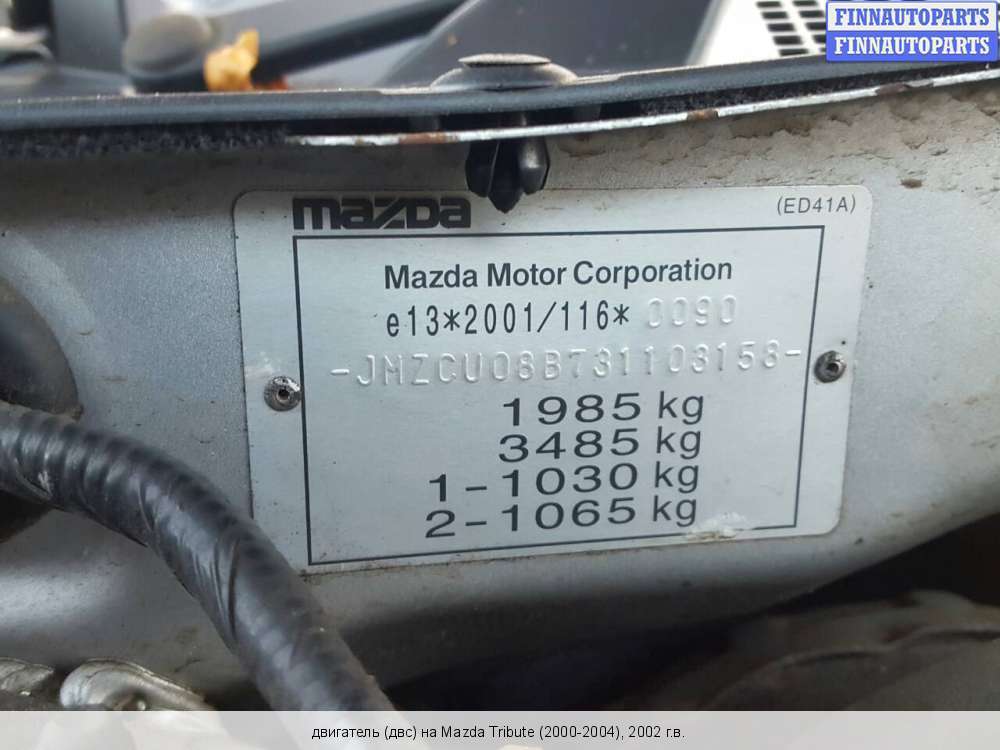 FINNAUTOPARTS
FINNAUTOPARTS
mazda
(ED41A)
Mazda Motor Corporation
e13*2001/116* 0090
-JMZCU08B731103158-
1985 kg
3485 kg
1-1030 kg
2-1065 kg
двигатель (двс) на Mazda Tribute (2000-2004), 2002 г.в.